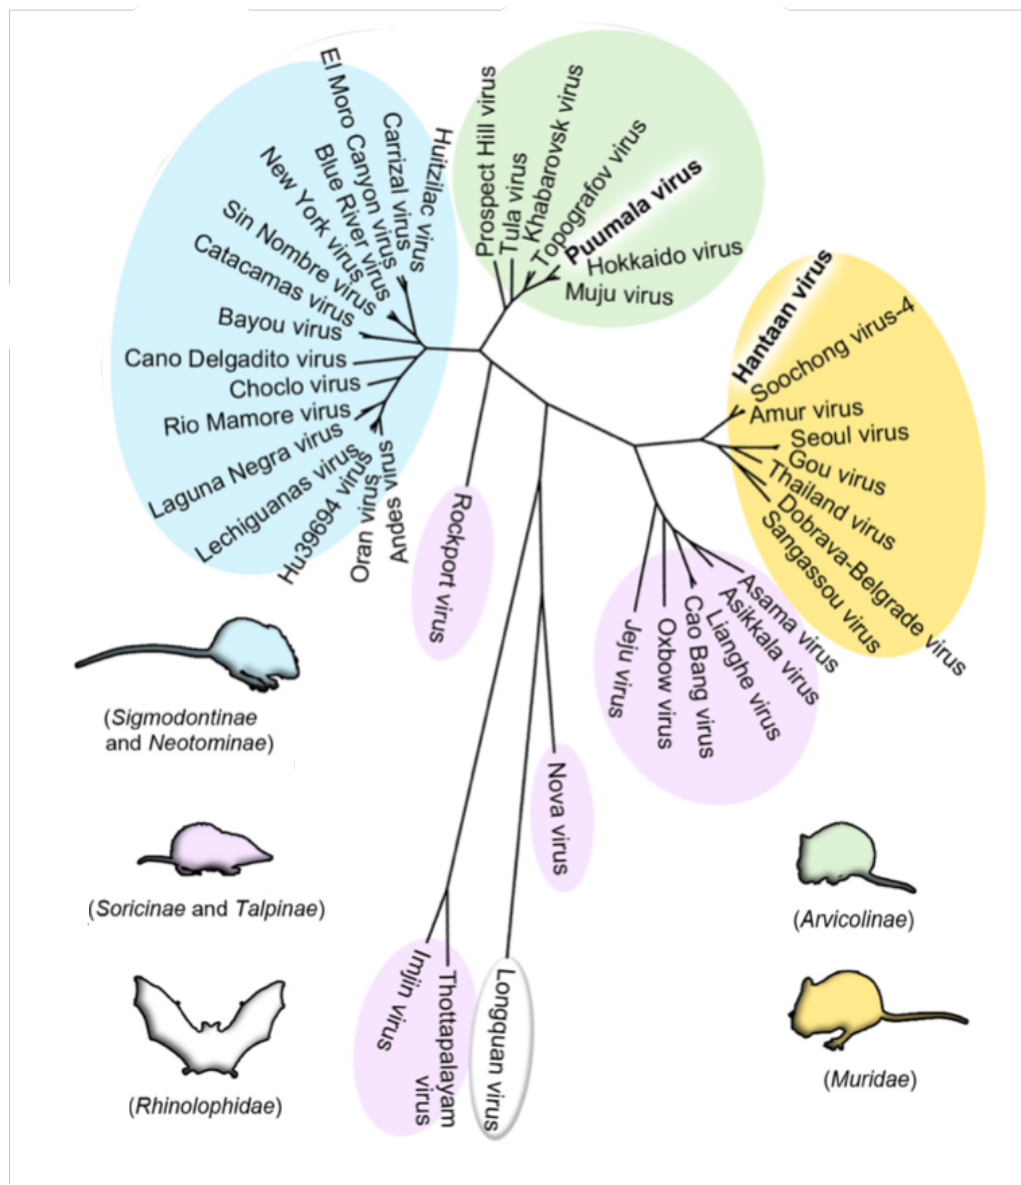 El Moro Canyon virus
Carrizal virus
Huitzilac virus
Blue River virus
New York virus
Sin Nombre virus
Catacamas virus
Bayou virus
Cano Delgadito virus
Choclo virus
Rio Mamore virus
Laguna Negra virus
Lechiguanas virus
Hu39694 virus
Oran virus
Andes virus
Prospect Hill virus
Tula virus
Khabarovsk virus
Topografov virus
Puumala virus
Hokkaido virus
Muju virus
Hantaan virus
Soochong virus-4
Amur virus
Seoul virus
Gou virus
Thailand virus
Dobrava-Belgrade virus
Sangassou virus
Asama virus
Asikkala virus
Lianghe virus
Cao Bang virus
Oxbow virus
Jeju virus
Rockport virus
Nova virus
Longquan virus
Thottapalayam
virus
Imjin virus
(Sigmodontinae
and Neotominae)
(Soricinae and Talpinae)
(Rhinolophidae)
(Arvicolinae)
(Muridae)